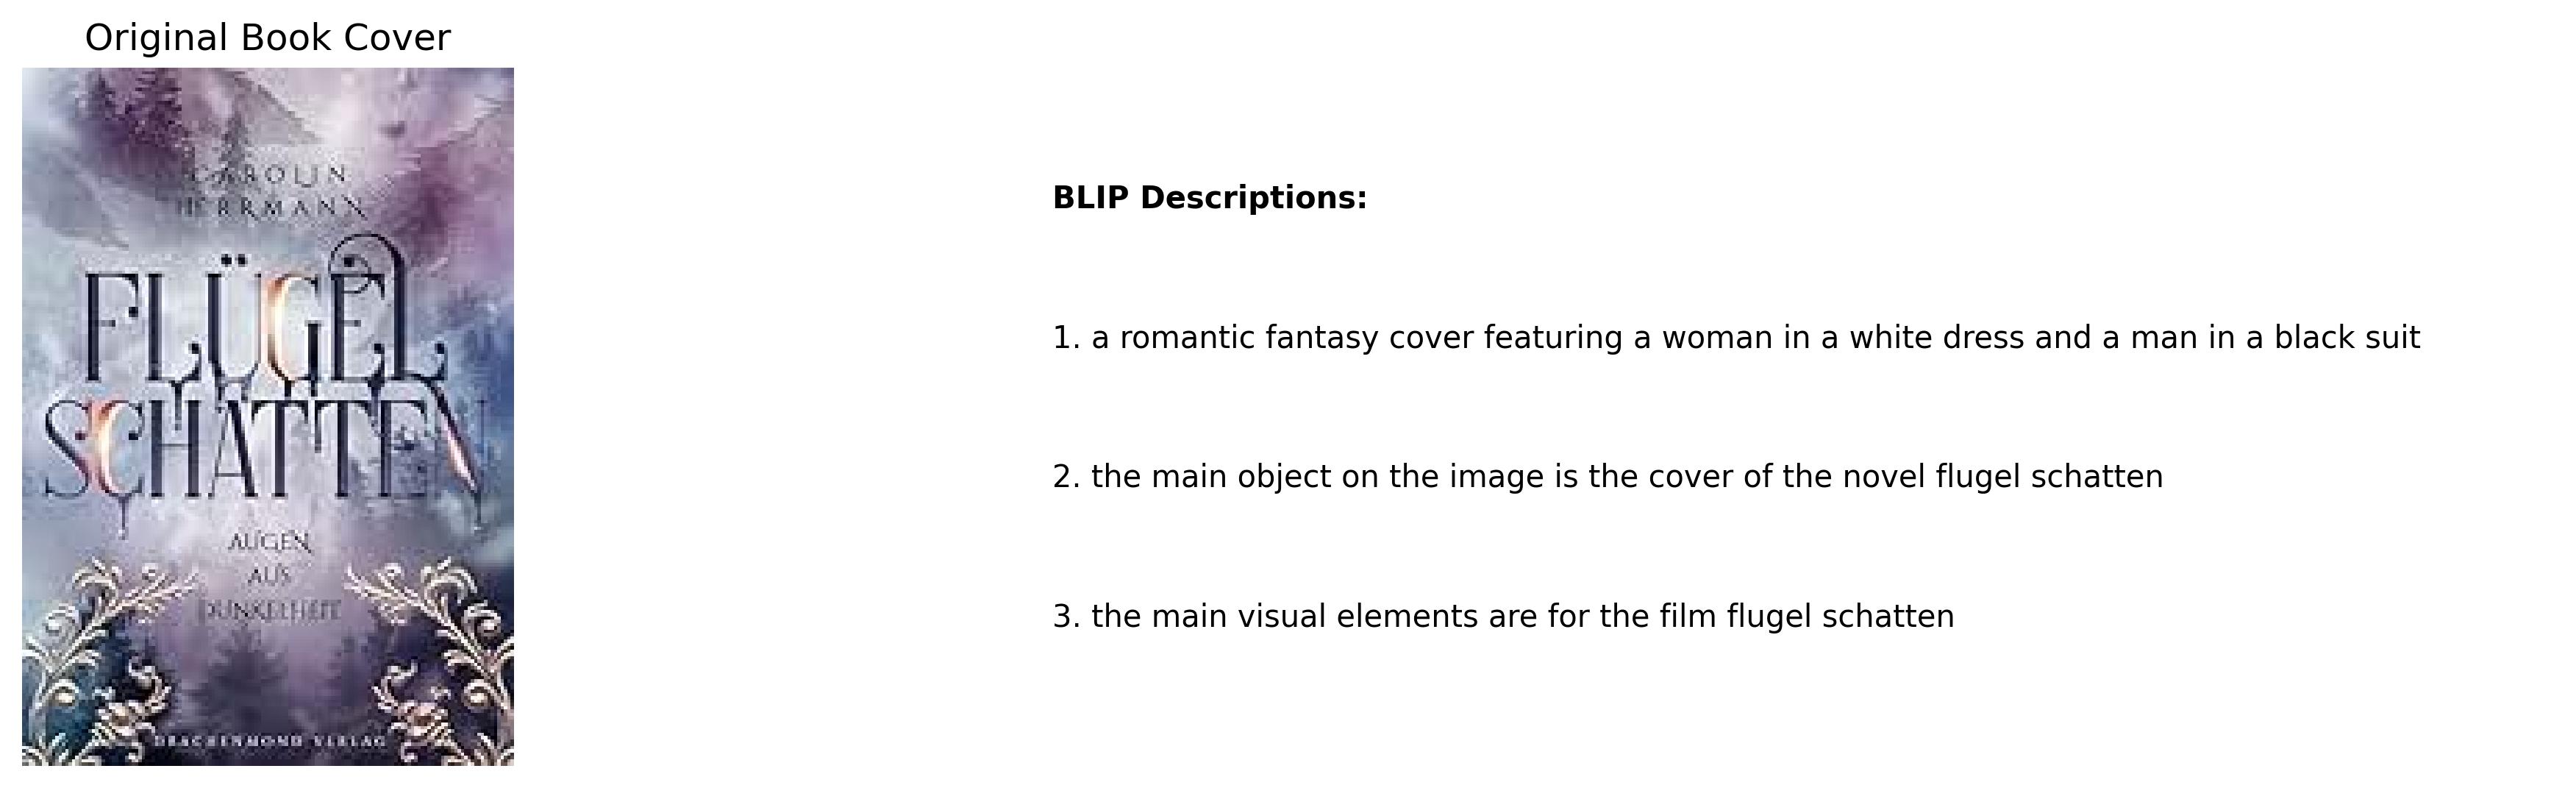 Original Book Cover
CAROLIN
HERRMANN
FLÜGEL
SCHATTEN
AUGEN
AUS
DUNKELHEIT
DRACHENMOND VERLAG
BLIP Descriptions:
1. a romantic fantasy cover featuring a woman in a white dress and a man in a black suit
2. the main object on the image is the cover of the novel flugel schatten
3. the main visual elements are for the film flugel schatten